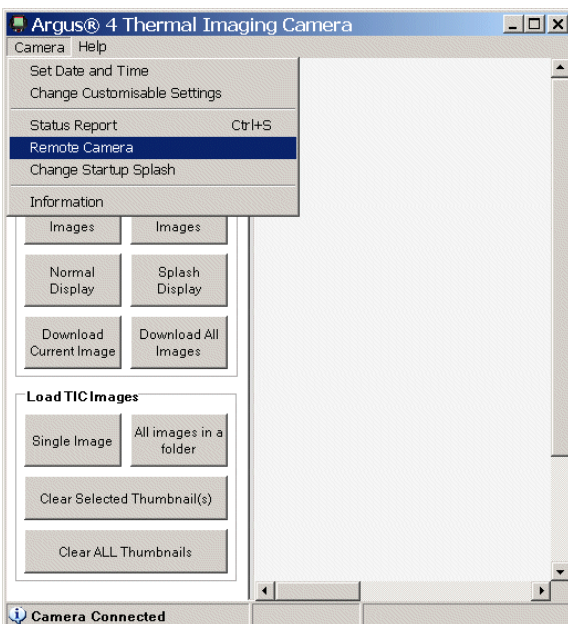 Argus® 4 Thermal Imaging Camera
Camera Help
Set Date and Time
Change Customisable Settings
Status Report Ctrl+S
Remote Camera
Change Startup Splash
Information
Images Images
Normal Splash
Display Display
Download Download All
Current Image Images
Load TIC Images
Single Image All images in a
folder
Clear Selected Thumbnail(s)
Clear ALL Thumbnails
Camera Connected